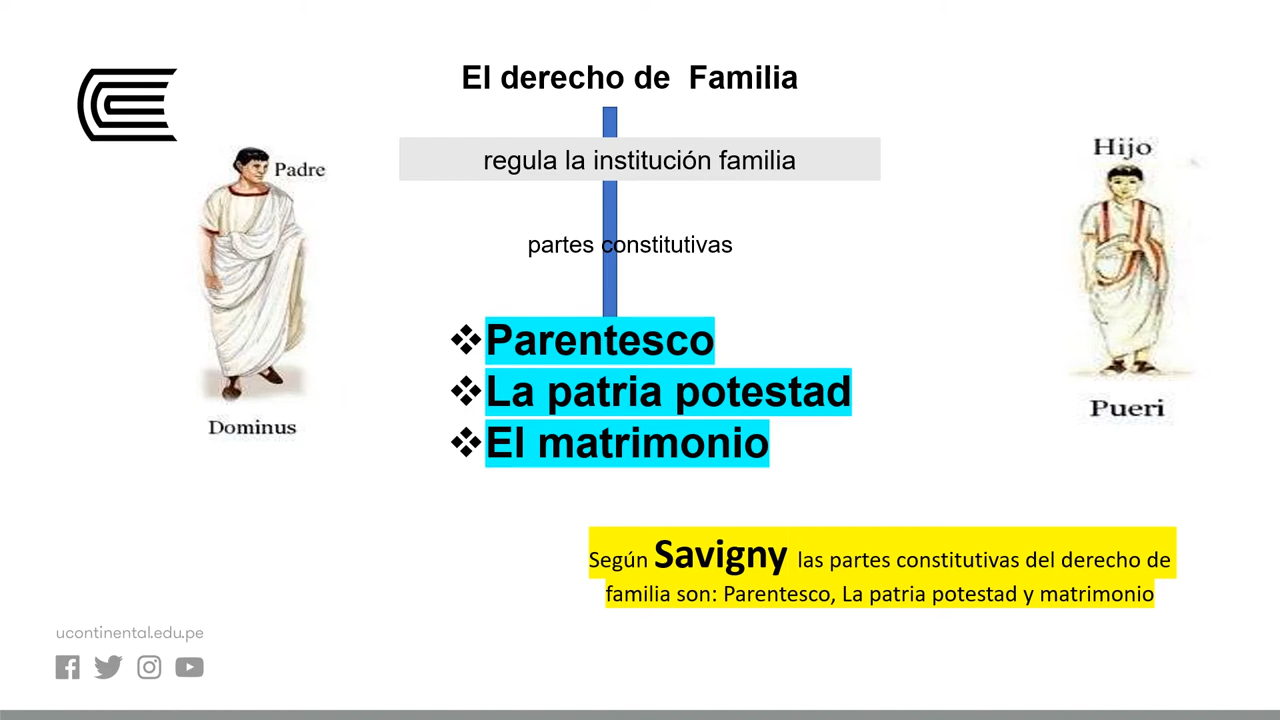 El derecho de  Familia
regula la institución familia
Padre
Hijo
partes constitutivas
❖Parentesco
❖La patria potestad
❖El matrimonio
Dominus
Pueri
Según Savigny las partes constitutivas del derecho de
familia son: Parentesco, La patria potestad y matrimonio
ucontinental.edu.pe